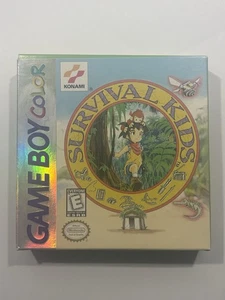 KONAMI
GAME BOY COLOR
SURVIVAL KIDS
E